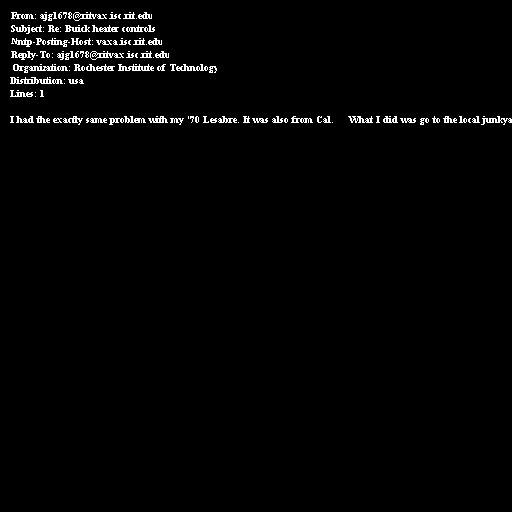 From: ajg1678@ritvax.isc.rit.edu
Subject: Re: Buick heater controls
Nntp-Posting-Host: vaxa.isc.rit.edu
Reply-To: ajg1678@ritvax.isc.rit.edu
Organization: Rochester Institute of Technology
Distribution: usa
Lines: 1
I had the exactly same problem with my '70 Lesabre. It was also from Cal. What I did was go to the local junkya